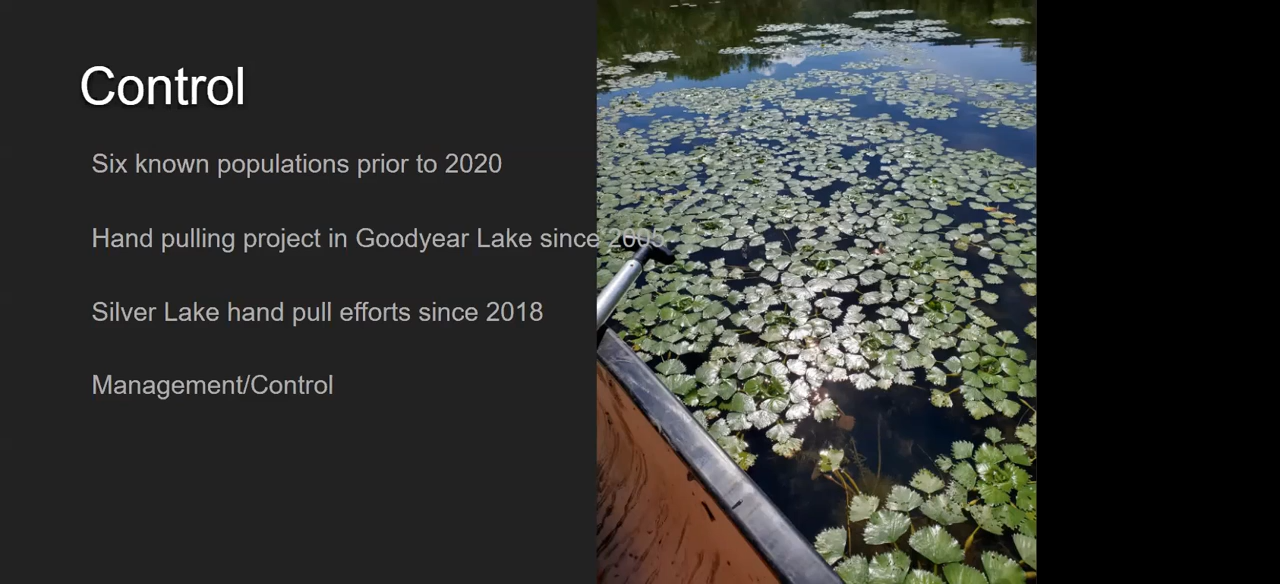 Control
Six known populations prior to 2020
Hand pulling project in Goodyear Lake since 2005
Silver Lake hand pull efforts since 2018
Management/Control